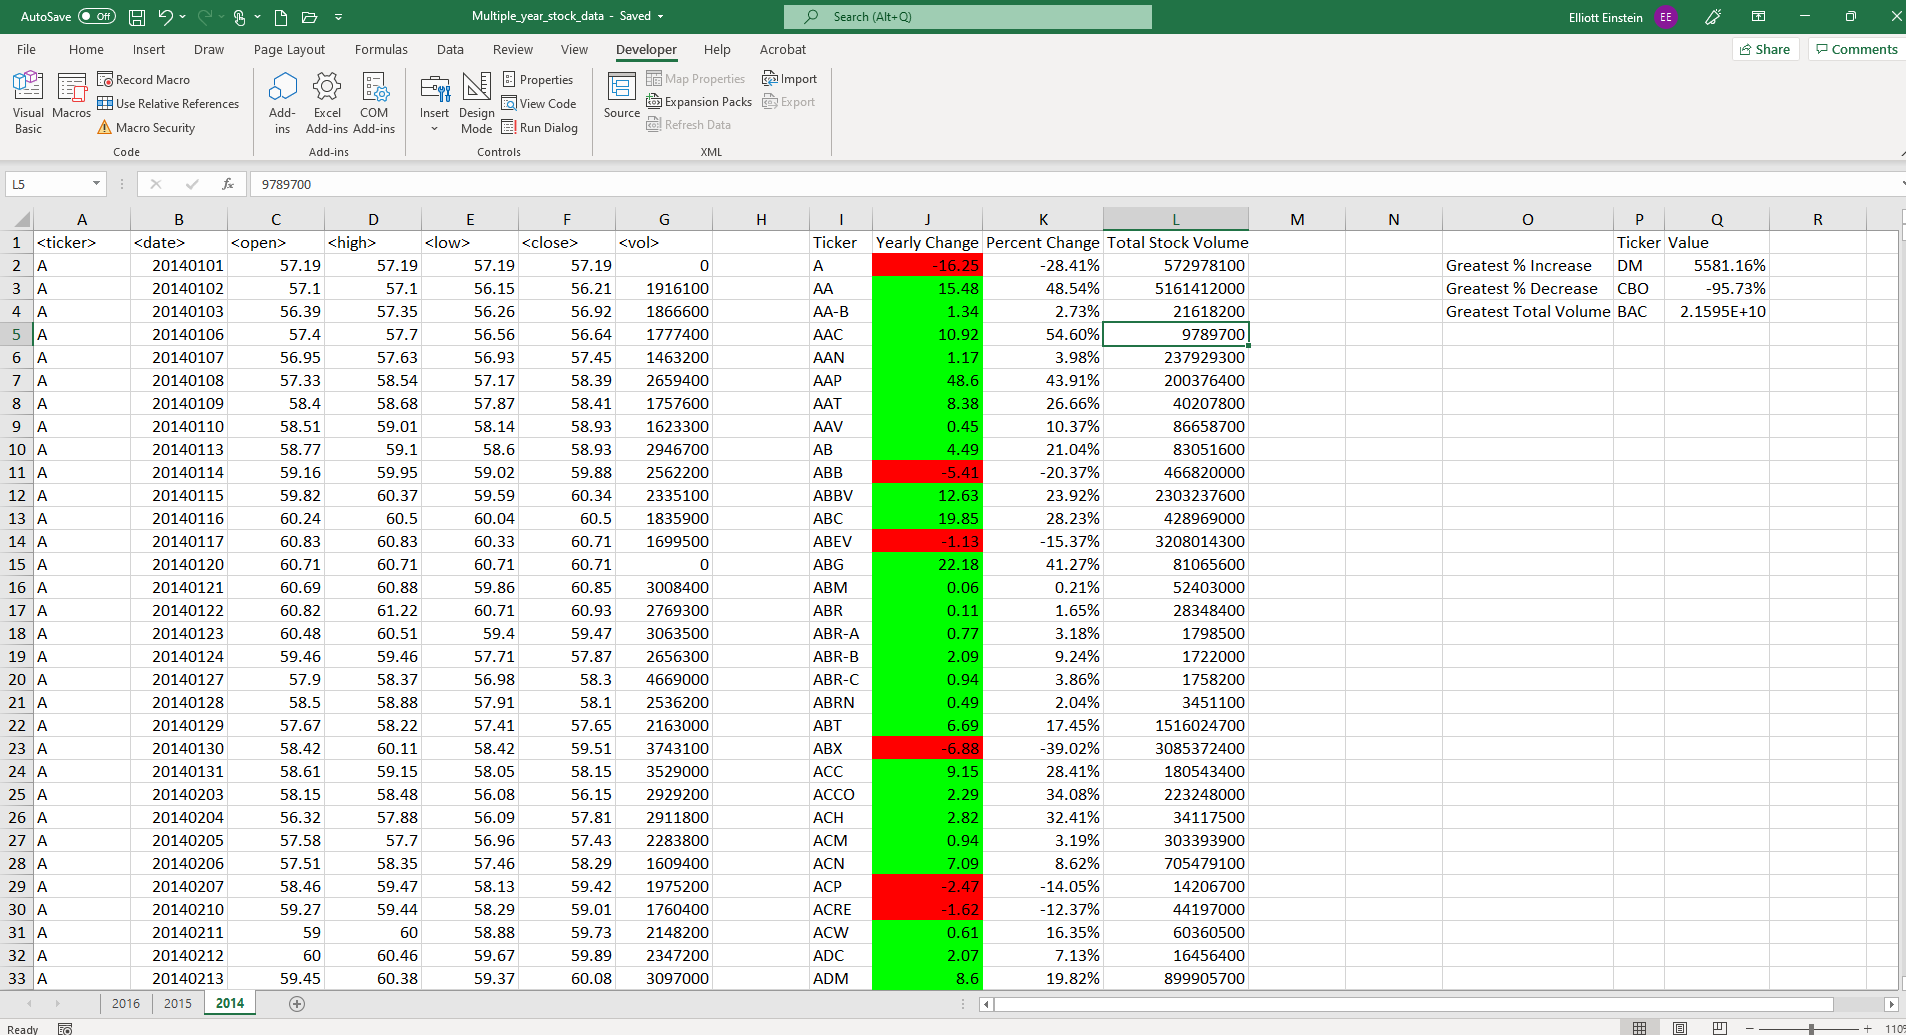 AutoSave Off Multiple_year_stock_data - Saved Search (Alt+Q) Elliott Einstein EE
File Home Insert Draw Page Layout Formulas Data Review View Developer Help Acrobat Share Comments
Visual Basic Macros Record Macro Use Relative References Macro Security Code
Add-ins Excel Add-ins COM Add-ins Add-ins
Insert Design Mode Properties View Code Run Dialog Controls
Source Map Properties Expansion Packs Refresh Data Import Export XML
L5 fx 9789700
A B C D E F G H I J K L M N O P Q R
1 <ticker> <date> <open> <high> <low> <close> <vol> Ticker Yearly Change Percent Change Total Stock Volume Ticker Value
2 A 20140101 57.19 57.19 57.19 57.19 0 A -16.25 -28.41% 572978100 Greatest % Increase DM 5581.16%
3 A 20140102 57.1 57.1 56.15 56.21 1916100 AA 15.48 48.54% 5161412000 Greatest % Decrease CBO -95.73%
4 A 20140103 56.39 57.35 56.26 56.92 1866600 AA-B 1.34 2.73% 21618200 Greatest Total Volume BAC 2.1595E+10
5 A 20140106 57.4 57.7 56.56 56.64 1777400 AAC 10.92 54.60% 9789700
6 A 20140107 56.95 57.63 56.93 57.45 1463200 AAN 1.17 3.98% 237929300
7 A 20140108 57.33 58.54 57.17 58.39 2659400 AAP 48.6 43.91% 200376400
8 A 20140109 58.4 58.68 57.87 58.41 1757600 AAT 8.38 26.66% 40207800
9 A 20140110 58.51 59.01 58.14 58.93 1623300 AAV 0.45 10.37% 86658700
10 A 20140113 58.77 59.1 58.6 58.93 2946700 AB 4.49 21.04% 83051600
11 A 20140114 59.16 59.95 59.02 59.88 2562200 ABB -5.41 -20.37% 466820000
12 A 20140115 59.82 60.37 59.59 60.34 2335100 ABBV 12.63 23.92% 2303237600
13 A 20140116 60.24 60.5 60.04 60.5 1835900 ABC 19.85 28.23% 428969000
14 A 20140117 60.83 60.83 60.33 60.71 1699500 ABEV -1.13 -15.37% 3208014300
15 A 20140120 60.71 60.71 60.71 60.71 0 ABG 22.18 41.27% 81065600
16 A 20140121 60.69 60.88 59.86 60.85 3008400 ABM 0.06 0.21% 52403000
17 A 20140122 60.82 61.22 60.71 60.93 2769300 ABR 0.11 1.65% 28348400
18 A 20140123 60.48 60.51 59.4 59.47 3063500 ABR-A 0.77 3.18% 1798500
19 A 20140124 59.46 59.46 57.71 57.87 2656300 ABR-B 2.09 9.24% 1722000
20 A 20140127 57.9 58.37 56.98 58.3 4669000 ABR-C 0.94 3.86% 1758200
21 A 20140128 58.5 58.88 57.91 58.1 2536200 ABRN 0.49 2.04% 3451100
22 A 20140129 57.67 58.22 57.41 57.65 2163000 ABT 6.69 17.45% 1516024700
23 A 20140130 58.42 60.11 58.42 59.51 3743100 ABX -6.88 -39.02% 3085372400
24 A 20140131 58.61 59.15 58.05 58.15 3529000 ACC 9.15 28.41% 180543400
25 A 20140203 58.15 58.48 56.08 56.15 2929200 ACCO 2.29 34.08% 223248000
26 A 20140204 56.32 57.88 56.09 57.81 2911800 ACH 2.82 32.41% 34117500
27 A 20140205 57.58 57.7 56.96 57.43 2283800 ACM 0.94 3.19% 303393900
28 A 20140206 57.51 58.35 57.46 58.29 1609400 ACN 7.09 8.62% 705479100
29 A 20140207 58.46 59.47 58.13 59.42 1975200 ACP -2.47 -14.05% 14206700
30 A 20140210 59.27 59.44 58.29 59.01 1760400 ACRE -1.62 -12.37% 44197000
31 A 20140211 59 60 58.88 59.73 2148200 ACW 0.61 16.35% 60360500
32 A 20140212 60 60.46 59.67 59.89 2347200 ADC 2.07 7.13% 16456400
33 A 20140213 59.45 60.38 59.37 60.08 3097000 ADM 8.6 19.82% 899905700
2016 2015 2014
Ready 110%